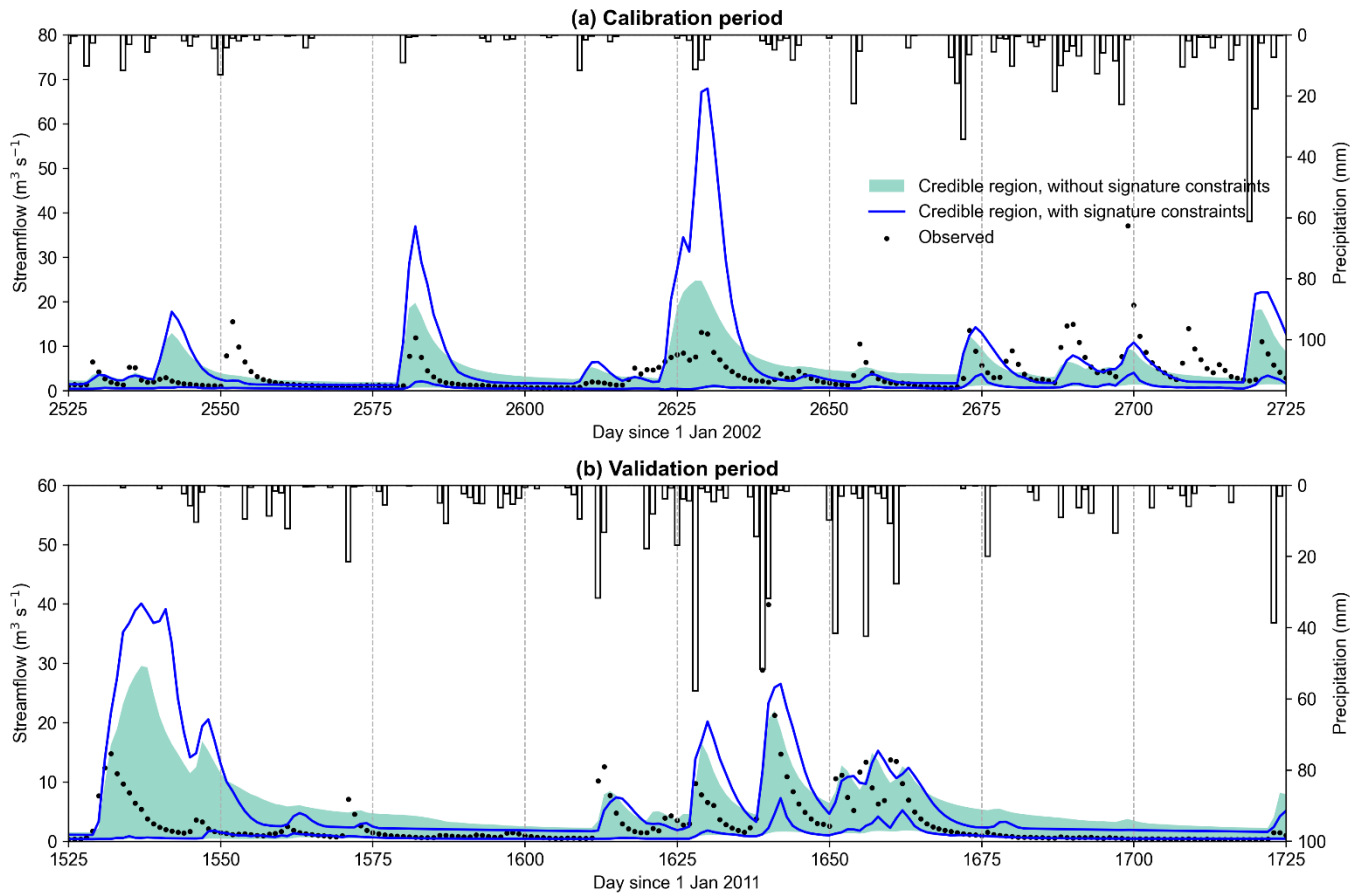 (a) Calibration period
80
70
60
50
40
30
20
10
0
Streamflow (m³ s⁻¹)
0
20
40
60
80
100
Precipitation (mm)
Credible region, without signature constraints
Credible region, with signature constraints
Observed
2525 2550 2575 2600 2625 2650 2675 2700 2725
Day since 1 Jan 2002
(b) Validation period
60
50
40
30
20
10
0
Streamflow (m³ s⁻¹)
0
20
40
60
80
100
Precipitation (mm)
1525 1550 1575 1600 1625 1650 1675 1700 1725
Day since 1 Jan 2011